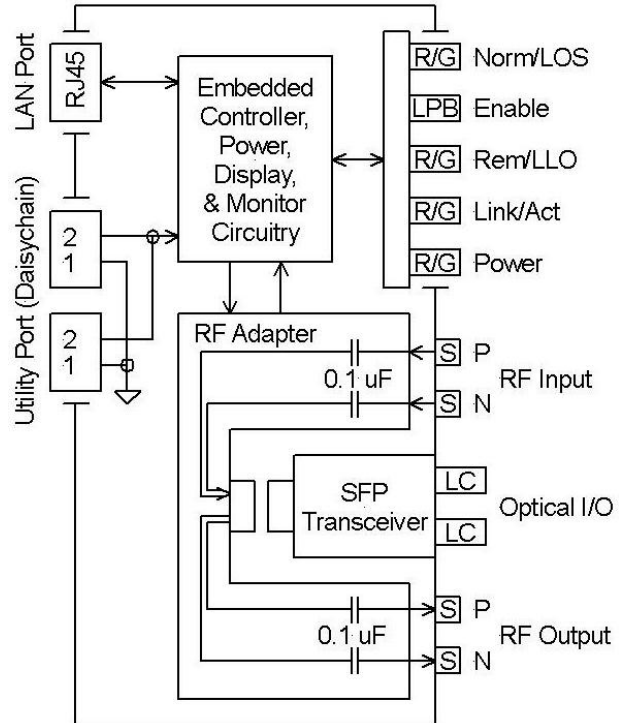 LAN Port
RJ45
Embedded
Controller,
Power,
Display,
& Monitor
Circuitry
R/G Norm/LOS
LPB Enable
R/G Rem/LLO
R/G Link/Act
R/G Power
Utility Port (Daisychain)
2
1
2
1
RF Adapter
0.1 uF
S P
RF Input
S N
SFP
Transceiver
LC
Optical I/O
LC
0.1 uF
S P
RF Output
S N